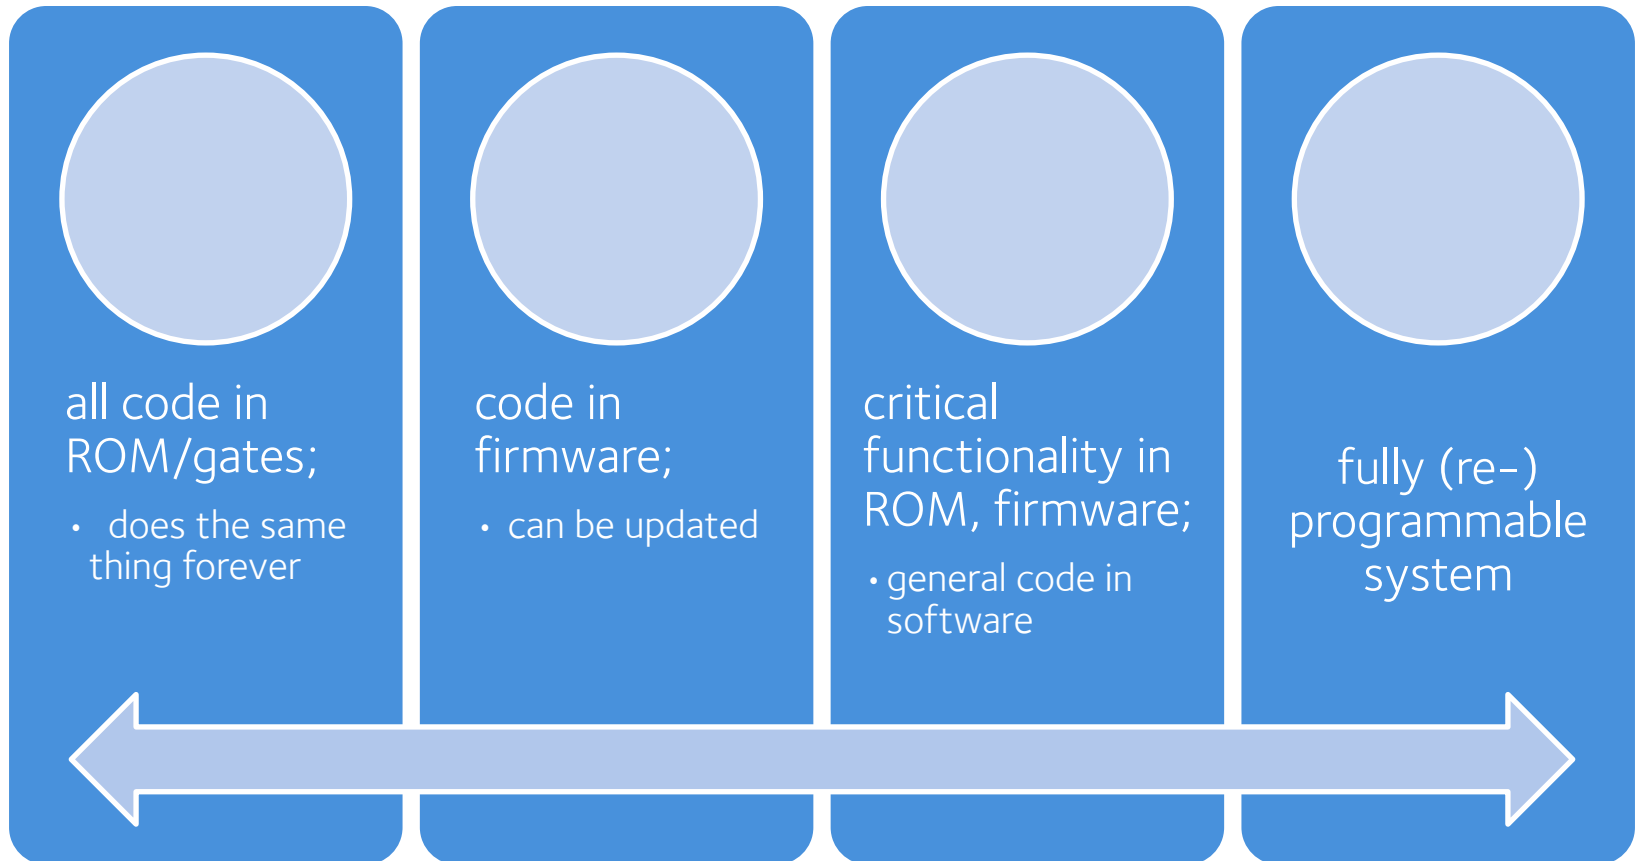 all code in
ROM/gates;
• does the same
thing forever
code in
firmware;
• can be updated
critical
functionality in
ROM, firmware;
• general code in
software
fully (re-)
programmable
system